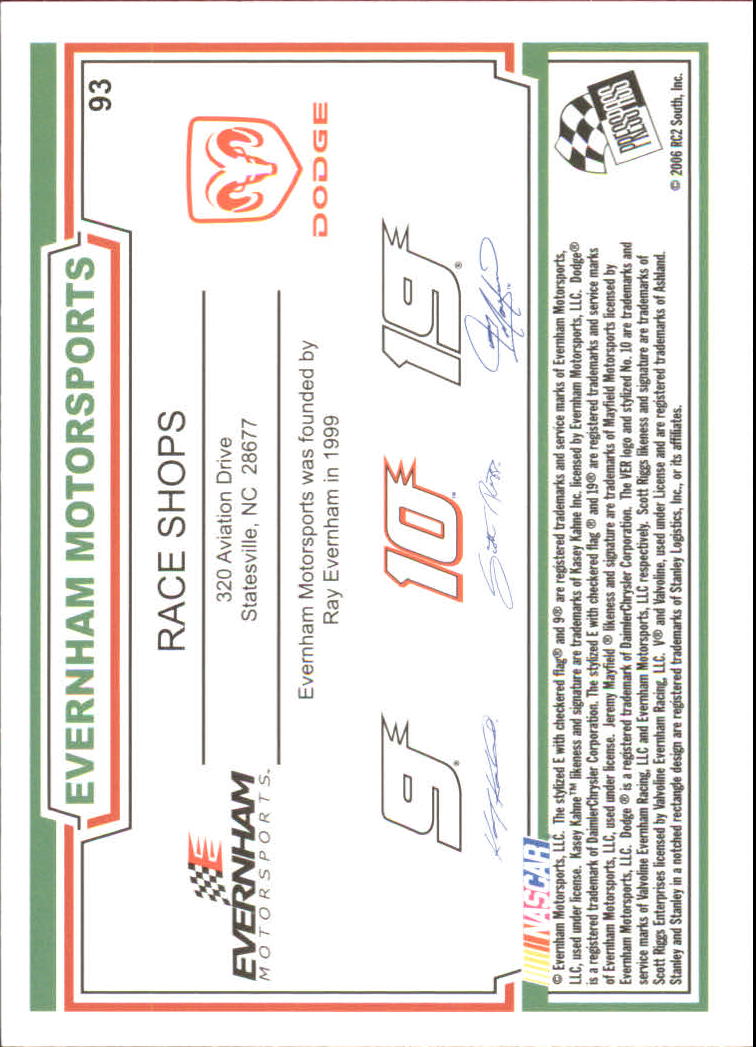 93
EVERNHAM MOTORSPORTS
RACE SHOPS
320 Aviation Drive
Statesville, NC 28677
EVERNHAM
MOTORSPORTS.™
DODGE
Evernham Motorsports was founded by
Ray Evernham in 1999
9®
10™
19®
NASCAR
© Evernham Motorsports, LLC. The stylized E with checkered flag® and 9® are registered trademarks and service marks of Evernham Motorsports,
LLC, used under license. Kasey Kahne™ likeness and signature are trademarks of Kasey Kahne Inc. licensed by Evernham Motorsports, LLC. Dodge®
is a registered trademark of DaimlerChrysler Corporation. The stylized E with checkered flag ® and 19® are registered trademarks and service marks
of Evernham Motorsports, LLC, used under license. Jeremy Mayfield ® likeness and signature are trademarks of Mayfield Motorsports licensed by
Evernham Motorsports, LLC. Dodge ® is a registered trademark of DaimlerChrysler Corporation. The VER logo and stylized No. 10 are trademarks and
service marks of Valvoline Evernham Racing, LLC and Evernham Motorsports, LLC respectively. Scott Riggs likeness and signature are trademarks of
Scott Riggs Enterprises licensed by Valvoline Evernham Racing, LLC. V® and Valvoline, used under License and are registered trademarks of Ashland.
Stanley and Stanley in a notched rectangle design are registered trademarks of Stanley Logistics, Inc., or its affiliates.
PRESS PASS
© 2006 RC2 South, Inc.